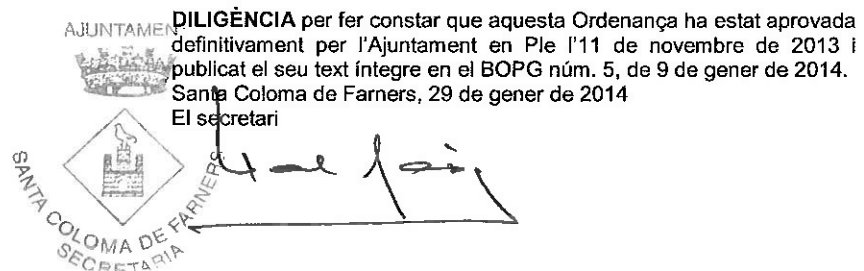 AJUNTAMEN
DILIGÈNCIA per fer constar que aquesta Ordenança ha estat aprovada
definitivament per l'Ajuntament en Ple l'11 de novembre de 2013 i
publicat el seu text íntegre en el BOPG núm. 5, de 9 de gener de 2014.
Santa Coloma de Farners, 29 de gener de 2014
El secretari
SANTA COLOMA DE FARNERS
SECRETARIA